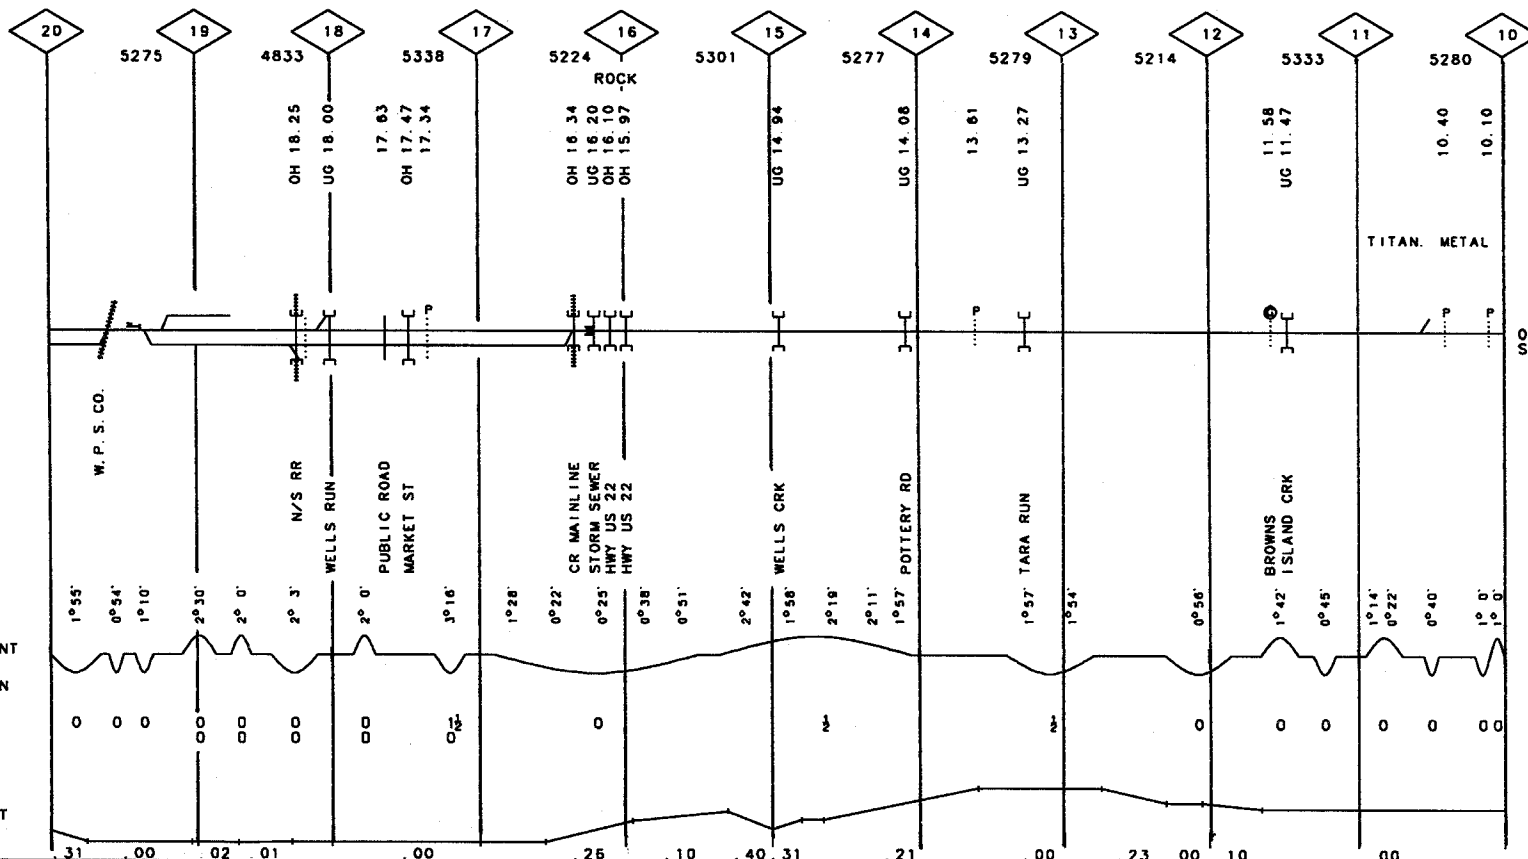 20 19 18 17 16 15 14 13 12 11 10
5275 4833 5338 5224 5301 5277 5279 5214 5333 5280
ROCK
OH 18.25
UG 18.00
17.63
OH 17.47
17.34
OH 16.34
UG 16.20
OH 16.10
OH 15.97
UG 14.94
UG 14.08
13.61
UG 13.27
11.58
UG 11.47
10.40
10.10
TITAN. METAL
P P P P
O
S
W.P.S.CO.
N/S RR
WELLS RUN
PUBLIC ROAD
MARKET ST
CR MAINLINE
STORM SEWER
HWY US 22
HWY US 22
WELLS CRK
POTTERY RD
TARA RUN
BROWNS
ISLAND CRK
1°55' 0°54' 1°10' 2°30' 2° 0' 2° 3' 2° 0' 3°16' 1°28' 0°22' 0°25' 0°38' 0°51' 2°42' 1°58' 2°19' 2°11' 1°57' 1°57' 1°54' 0°56' 1°42' 0°45' 1°14' 0°22' 0°40' 1° 0' 1° 0'
NT
N
0 0 0 0 0 0 0 1½ 0 ½ ½ 0 0 0 0 0 0 0
0 0 0 0 0
T
.31 .00 .02 .01 .00 .26 .10 .40 .31 .21 .00 .23 .00 .10 .00